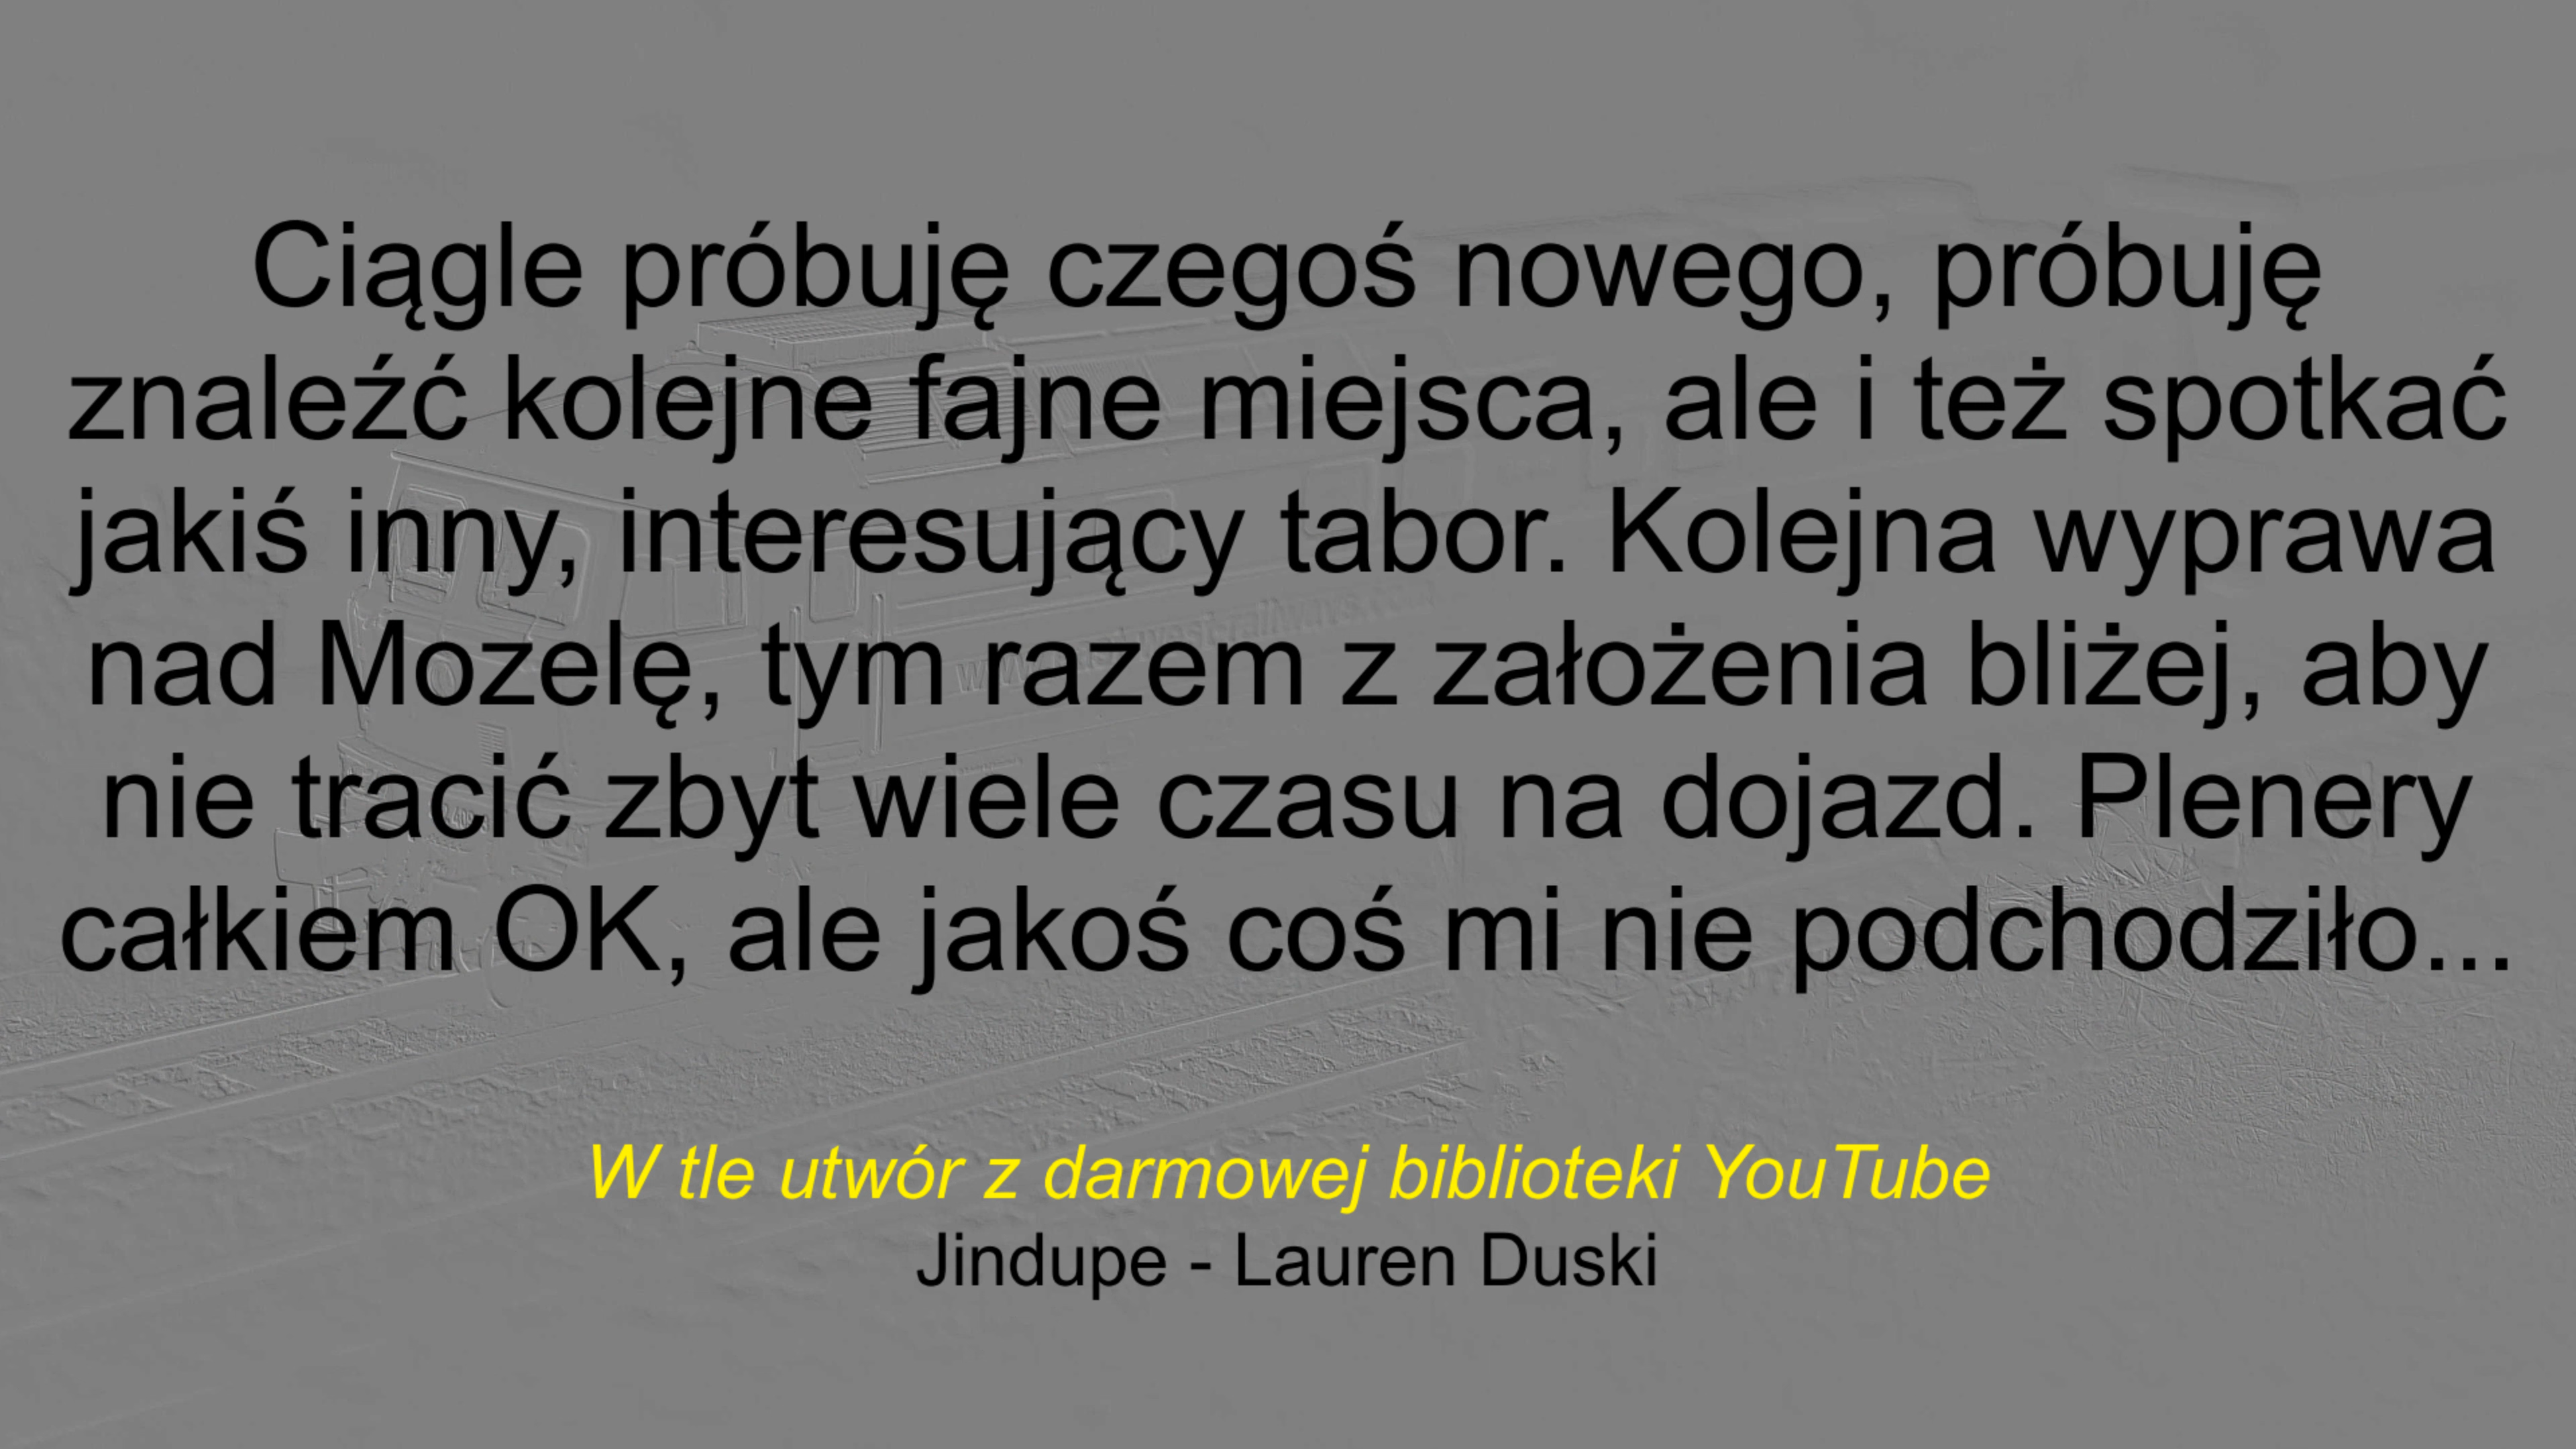 Ciągle próbuję czegoś nowego, próbuję
znaleźć kolejne fajne miejsca, ale i też spotkać
jakiś inny, interesujący tabor. Kolejna wyprawa
nad Mozelę, tym razem z założenia bliżej, aby
nie tracić zbyt wiele czasu na dojazd. Plenery
całkiem OK, ale jakoś coś mi nie podchodziło...
W tle utwór z darmowej biblioteki YouTube
Jindupe - Lauren Duski